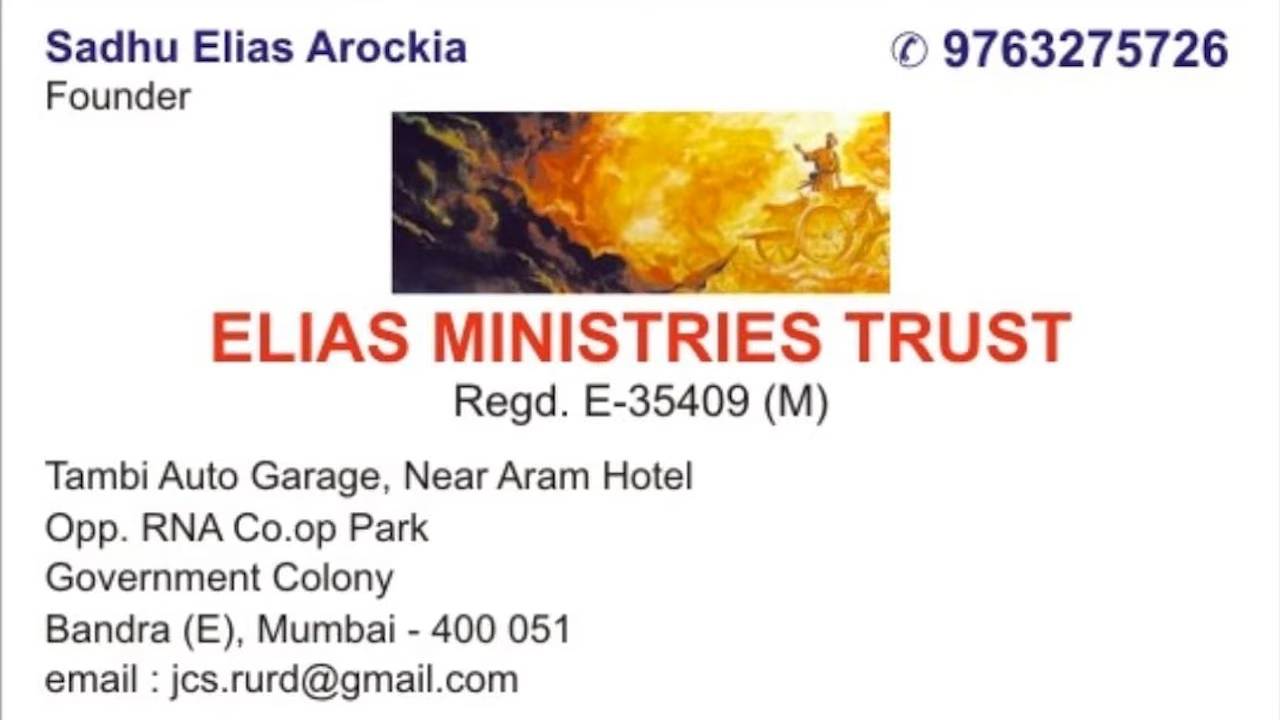 Sadhu Elias Arockia
✆ 9763275726
Founder
ELIAS MINISTRIES TRUST
Regd. E-35409 (M)
Tambi Auto Garage, Near Aram Hotel
Opp. RNA Co.op Park
Government Colony
Bandra (E), Mumbai - 400 051
email : jcs.rurd@gmail.com